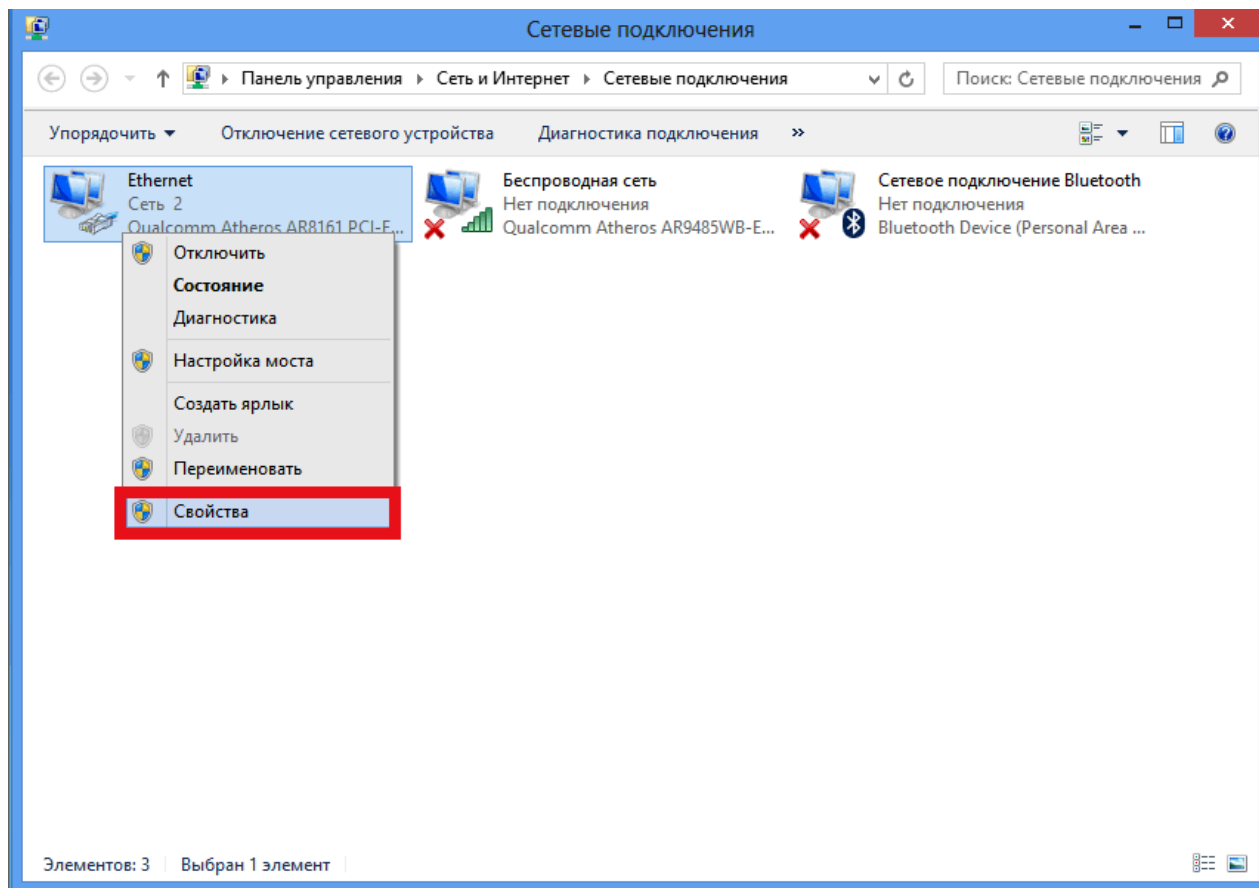 Сетевые подключения
Панель управления Сеть и Интернет Сетевые подключения Поиск: Сетевые подключения
Упорядочить Отключение сетевого устройства Диагностика подключения »
Ethernet
Сеть 2
Qualcomm Atheros AR8161 PCI-E...
Беспроводная сеть
Нет подключения
Qualcomm Atheros AR9485WB-E...
Сетевое подключение Bluetooth
Нет подключения
Bluetooth Device (Personal Area ...
Отключить
Состояние
Диагностика
Настройка моста
Создать ярлык
Удалить
Переименовать
Свойства
Элементов: 3 Выбран 1 элемент